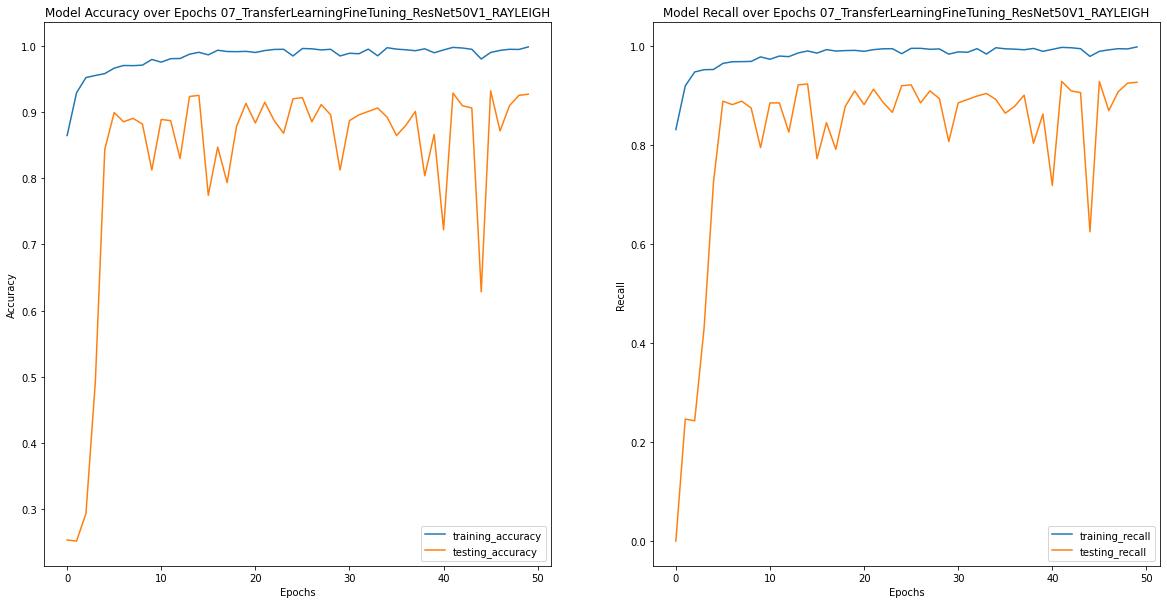 Model Accuracy over Epochs 07_TransferLearningFineTuning_ResNet50V1_RAYLEIGH
1.0
0.9
0.8
0.7
0.6
0.5
0.4
0.3
Accuracy
0 10 20 30 40 50
Epochs
training_accuracy
testing_accuracy
Model Recall over Epochs 07_TransferLearningFineTuning_ResNet50V1_RAYLEIGH
1.0
0.8
0.6
0.4
0.2
0.0
Recall
0 10 20 30 40 50
Epochs
training_recall
testing_recall